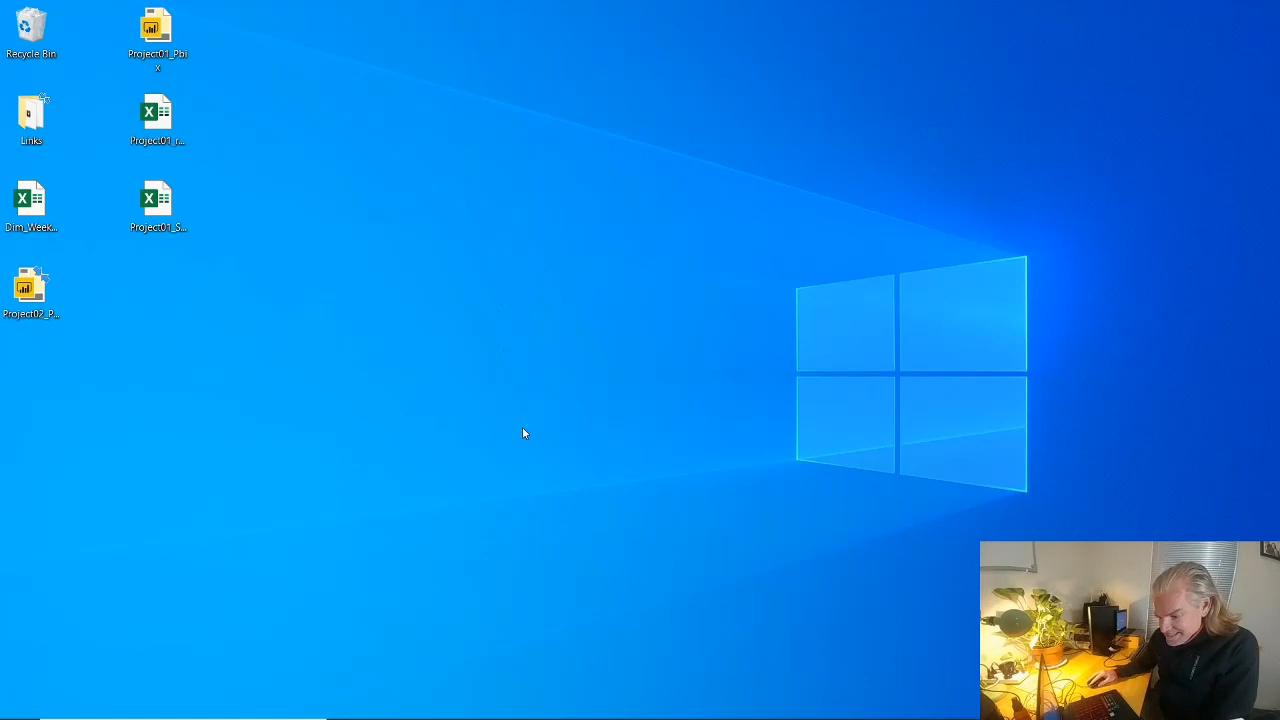 Recycle Bin
Project01_Pbi
x
Links
Project01_r...
Dim_Week...
Project01_S...
Project02_P...